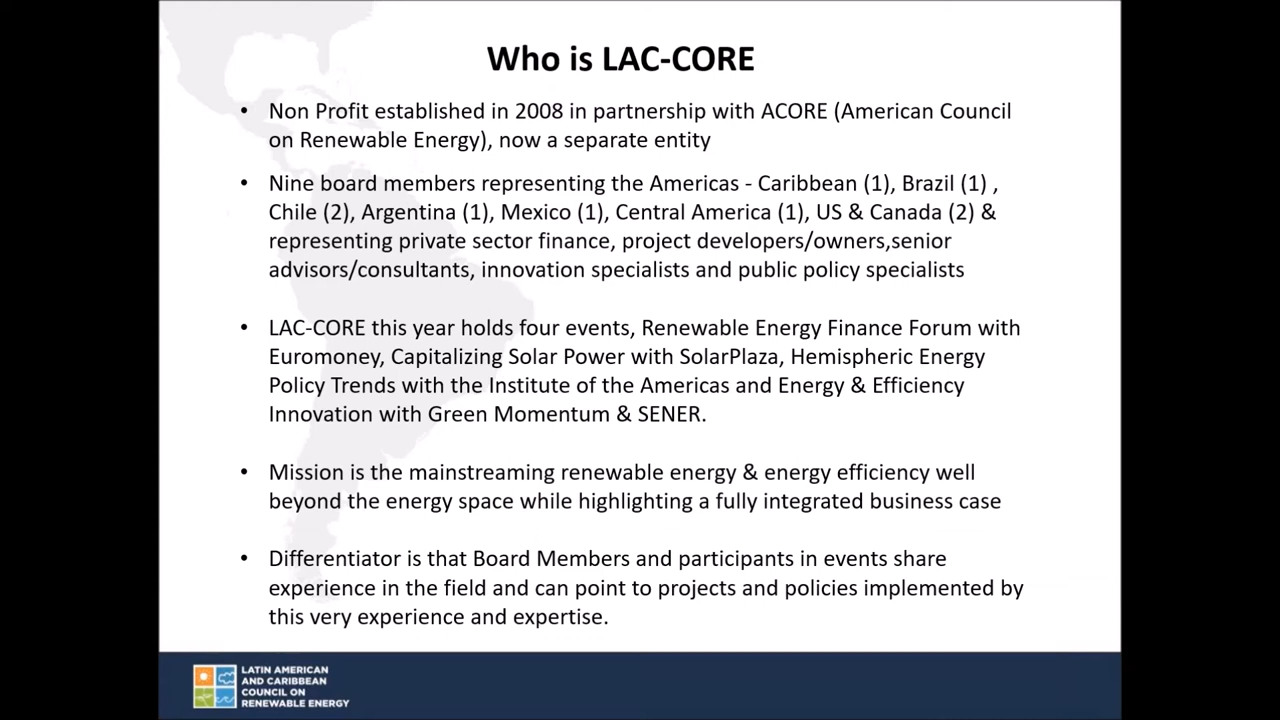 Who is LAC-CORE
• Non Profit established in 2008 in partnership with ACORE (American Council
on Renewable Energy), now a separate entity
• Nine board members representing the Americas - Caribbean (1), Brazil (1) ,
Chile (2), Argentina (1), Mexico (1), Central America (1), US & Canada (2) &
representing private sector finance, project developers/owners,senior
advisors/consultants, innovation specialists and public policy specialists
• LAC-CORE this year holds four events, Renewable Energy Finance Forum with
Euromoney, Capitalizing Solar Power with SolarPlaza, Hemispheric Energy
Policy Trends with the Institute of the Americas and Energy & Efficiency
Innovation with Green Momentum & SENER.
• Mission is the mainstreaming renewable energy & energy efficiency well
beyond the energy space while highlighting a fully integrated business case
• Differentiator is that Board Members and participants in events share
experience in the field and can point to projects and policies implemented by
this very experience and expertise.
LATIN AMERICAN
AND CARIBBEAN
COUNCIL ON
RENEWABLE ENERGY